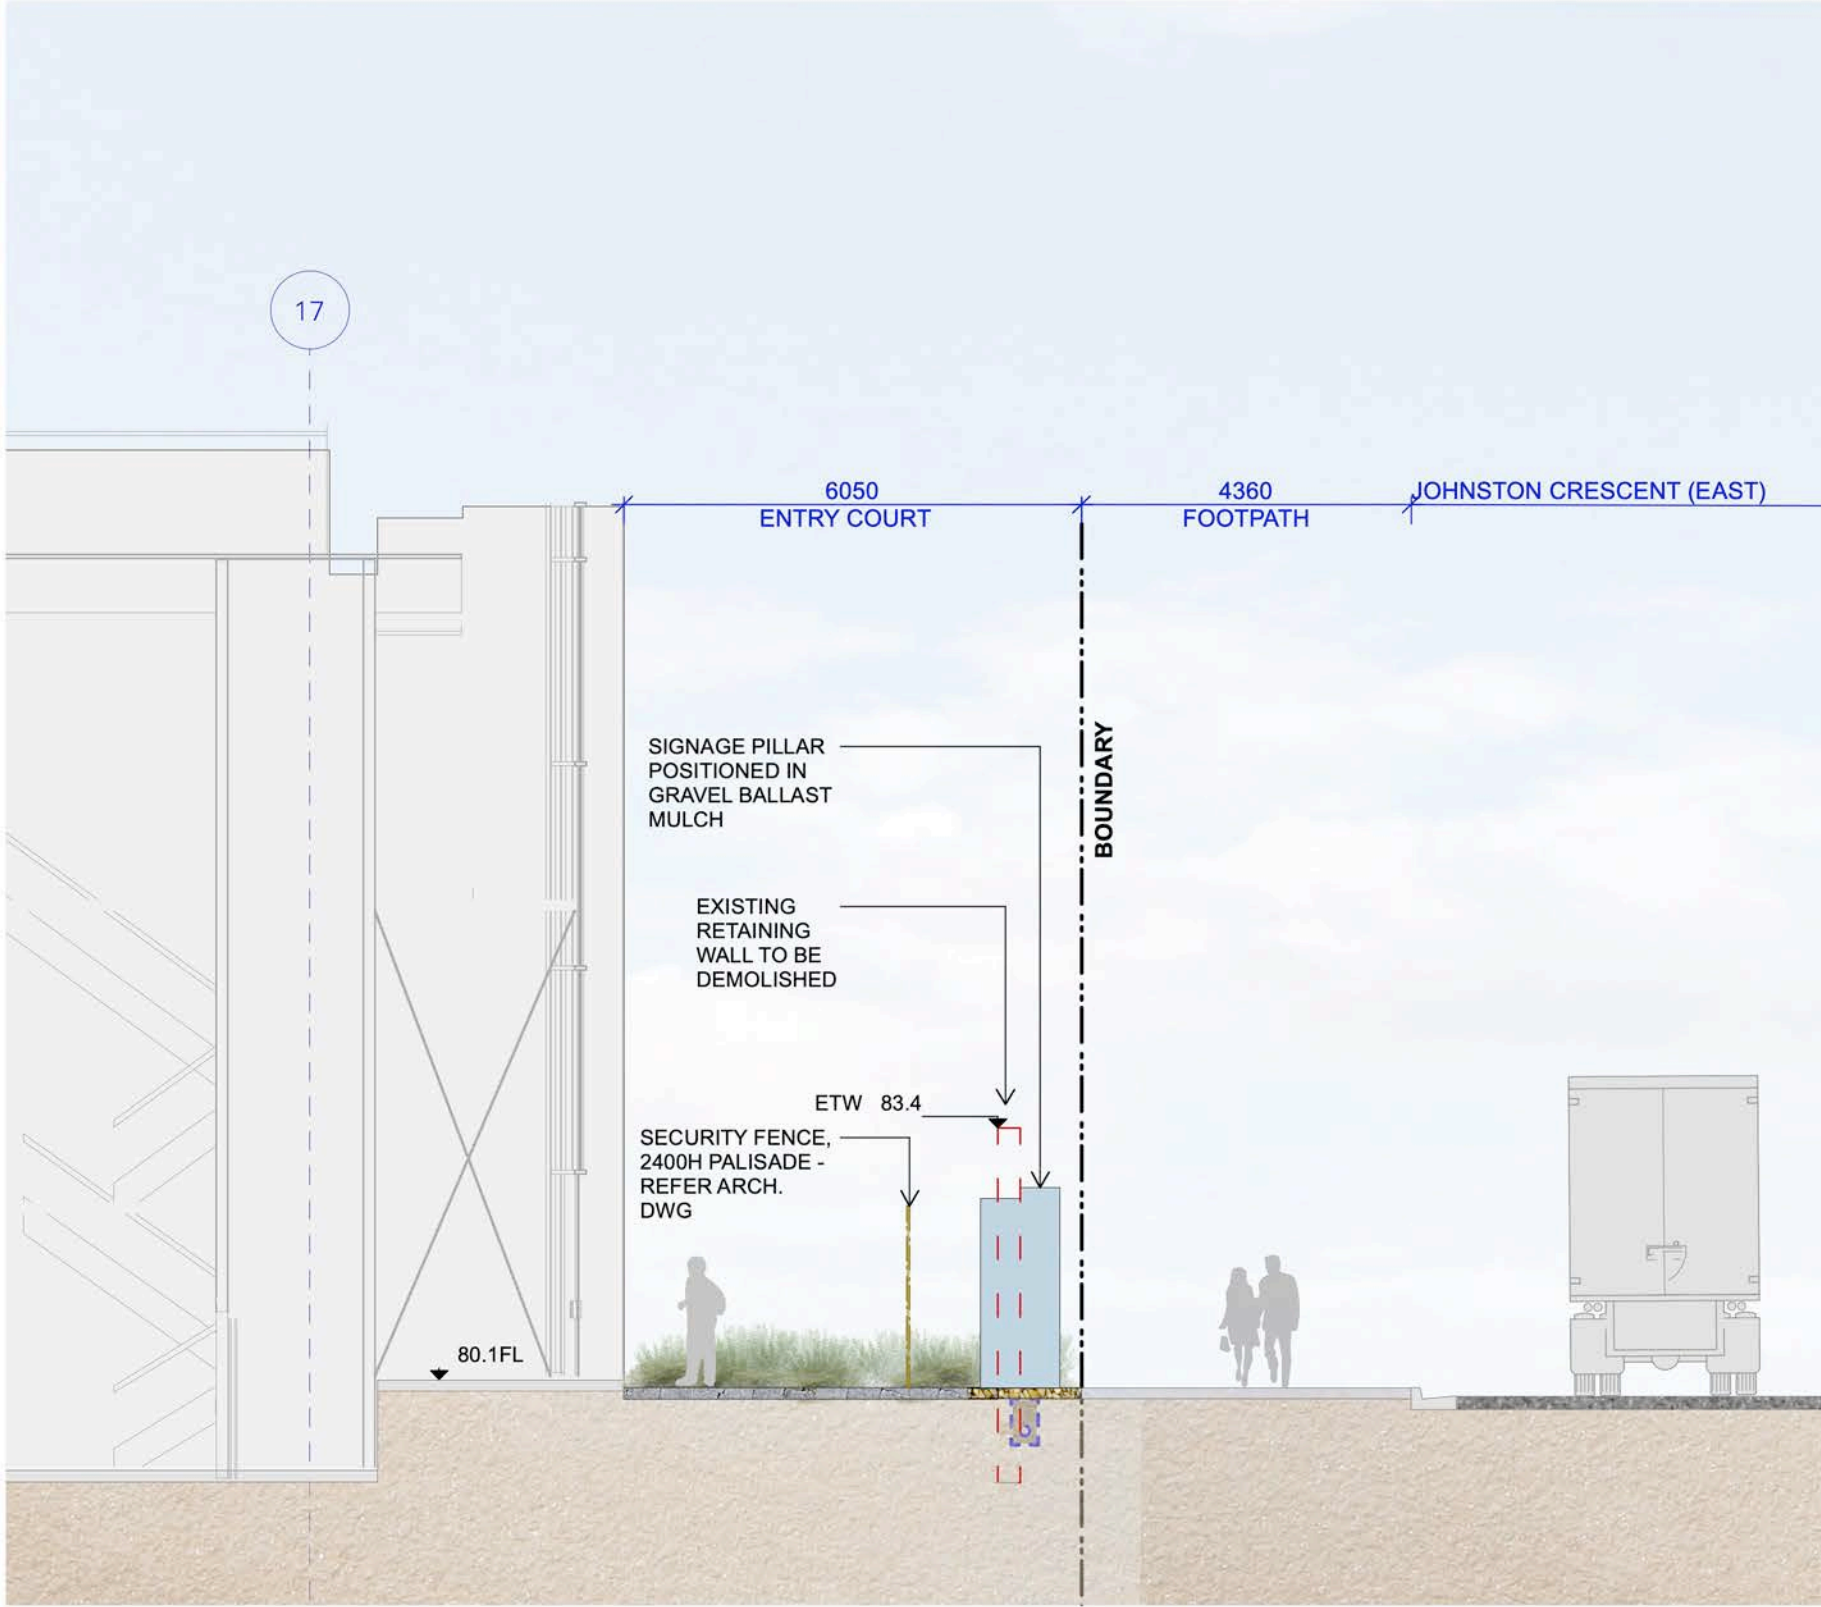 17
6050
ENTRY COURT
4360
FOOTPATH
JOHNSTON CRESCENT (EAST)
SIGNAGE PILLAR
POSITIONED IN
GRAVEL BALLAST
MULCH
BOUNDARY
EXISTING
RETAINING
WALL TO BE
DEMOLISHED
ETW 83.4
SECURITY FENCE,
2400H PALISADE -
REFER ARCH.
DWG
80.1FL